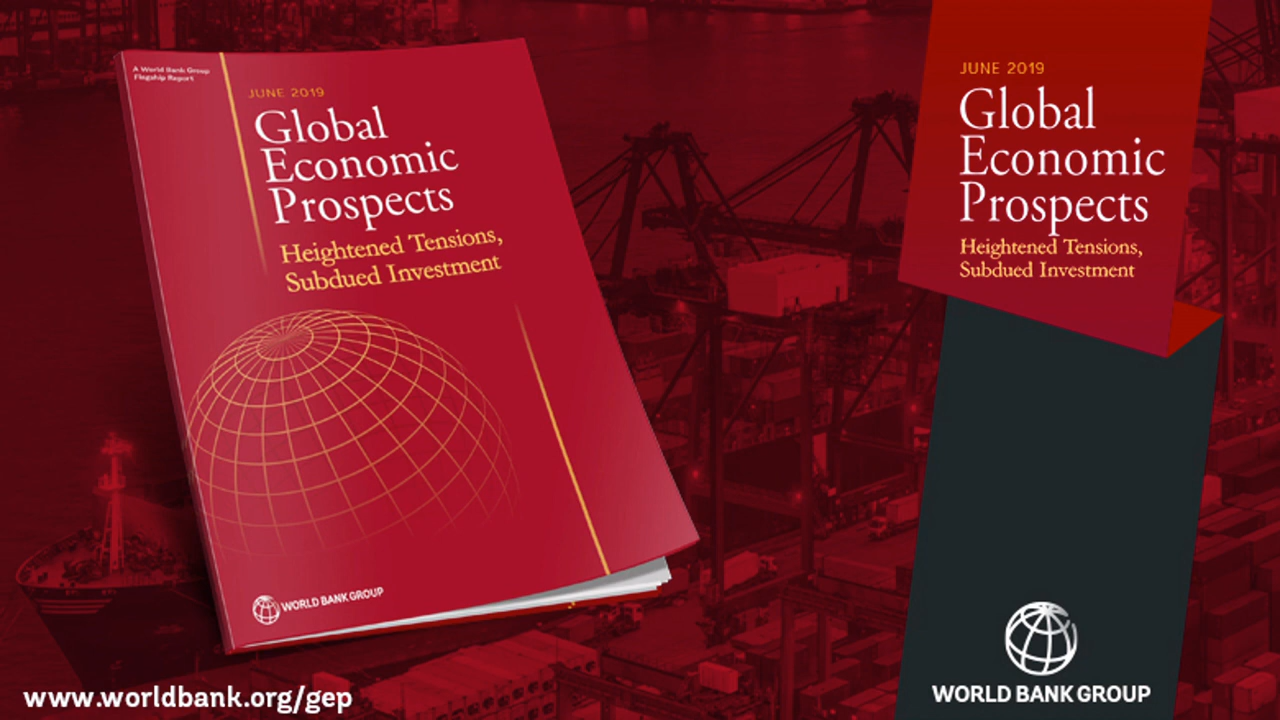 A World Bank Group
Flagship Report
JUNE 2019
Global
Economic
Prospects
Heightened Tensions,
Subdued Investment
WORLD BANK GROUP
www.worldbank.org/gep
JUNE 2019
Global
Economic
Prospects
Heightened Tensions,
Subdued Investment
WORLD BANK GROUP